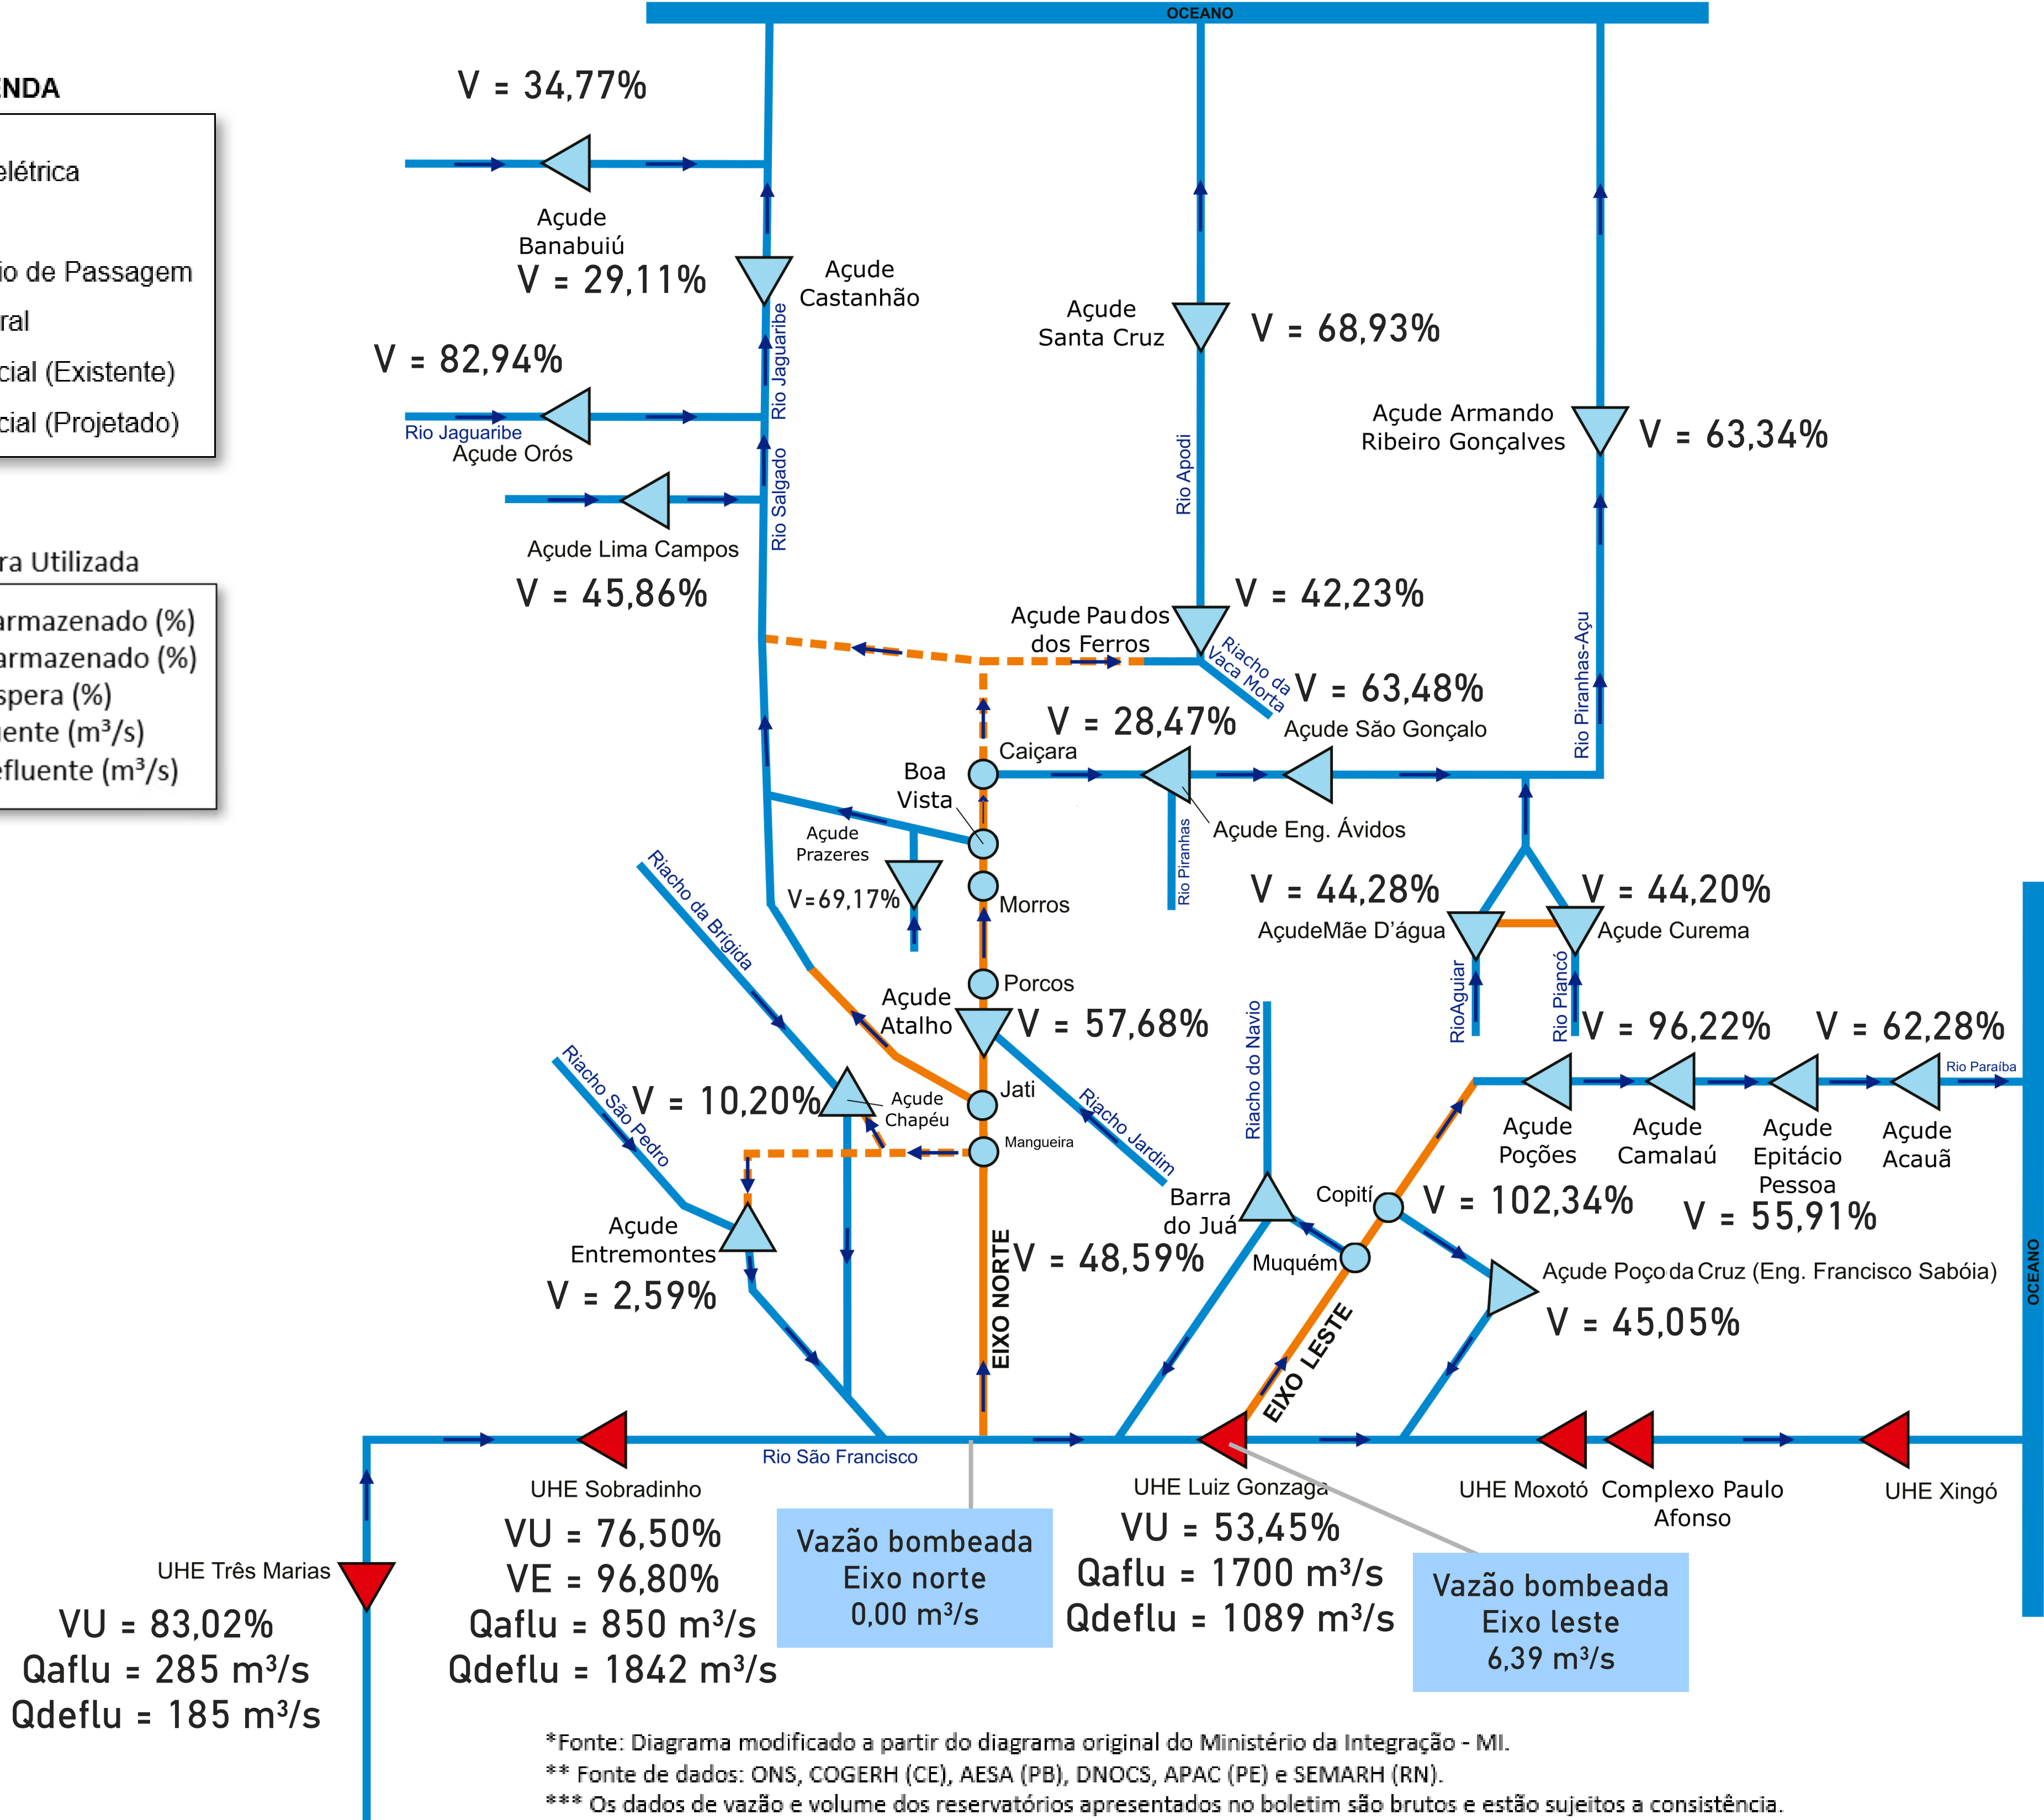 OCEANO
V = 34,77%
ENDA
elétrica
io de Passagem
ral
cial (Existente)
cial (Projetado)
Açude
Banabuiú
V = 29,11%
Açude
Castanhão
Rio Jaguaribe
Açude
Santa Cruz
V = 68,93%
V = 82,94%
Rio Jaguaribe
Açude Orós
Açude Armando
Ribeiro Gonçalves
V = 63,34%
Rio Apodi
Rio Salgado
Açude Lima Campos
V = 45,86%
ra Utilizada
armazenado (%)
armazenado (%)
spera (%)
uente (m³/s)
efluente (m³/s)
Açude Pau dos
dos Ferros
V = 42,23%
Riacho da
Vaca Morta
V = 63,48%
Açude São Gonçalo
V = 28,47%
Rio Piranhas-Açu
Caiçara
Boa
Vista
Açude Eng. Ávidos
Rio Piranhas
Açude
Prazeres
V=69,17%
Morros
Riacho da Brígida
V = 44,28%
AçudeMãe D'água
V = 44,20%
Açude Curema
RioAguiar
Rio Piancó
Porcos
Açude
Atalho
V = 57,68%
Riacho do Navio
V = 96,22%
V = 62,28%
Rio Paraíba
Riacho São Pedro
V = 10,20%
Açude
Chapéu
Jati
Mangueira
Riacho Jardim
Açude
Poções
Açude
Camalaú
Açude
Epitácio
Pessoa
Açude
Acauã
V = 102,34%
V = 55,91%
Barra
do Juá
Copití
Muquém
V = 48,59%
Açude
Entremontes
V = 2,59%
EIXO NORTE
EIXO LESTE
Açude Poço da Cruz (Eng. Francisco Sabóia)
V = 45,05%
OCEANO
Rio São Francisco
UHE Sobradinho
VU = 76,50%
VE = 96,80%
Qaflu = 850 m³/s
Qdeflu = 1842 m³/s
Vazão bombeada
Eixo norte
0,00 m³/s
UHE Luiz Gonzaga
VU = 53,45%
Qaflu = 1700 m³/s
Qdeflu = 1089 m³/s
Vazão bombeada
Eixo leste
6,39 m³/s
UHE Moxotó
Complexo Paulo
Afonso
UHE Xingó
UHE Três Marias
VU = 83,02%
Qaflu = 285 m³/s
Qdeflu = 185 m³/s
*Fonte: Diagrama modificado a partir do diagrama original do Ministério da Integração - MI.
** Fonte de dados: ONS, COGERH (CE), AESA (PB), DNOCS, APAC (PE) e SEMARH (RN).
*** Os dados de vazão e volume dos reservatórios apresentados no boletim são brutos e estão sujeitos a consistência.